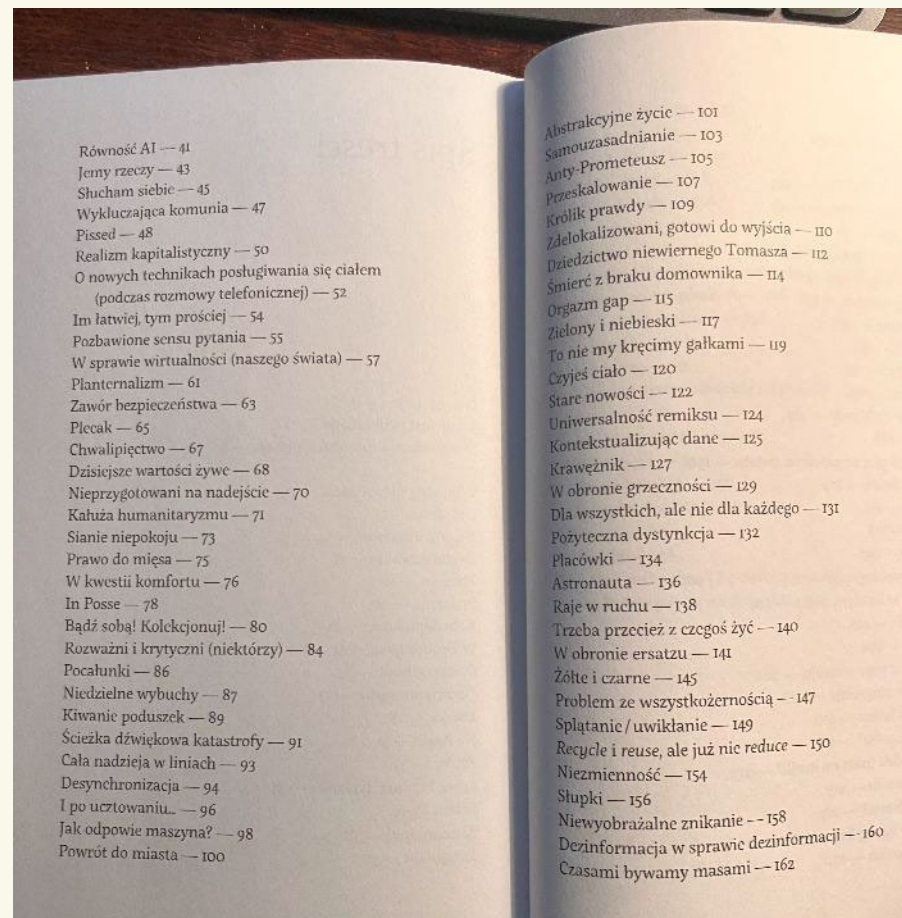 Równość AI — 41
Jemy rzeczy — 43
Słucham siebie — 45
Wykluczająca komunia — 47
Pissed — 48
Realizm kapitalistyczny — 50
O nowych technikach posługiwania się ciałem
(podczas rozmowy telefonicznej) — 52
Im łatwiej, tym prościej — 54
Pozbawione sensu pytania — 55
W sprawie wirtualności (naszego świata) — 57
Planternalizm — 61
Zawór bezpieczeństwa — 63
Plecak — 65
Chwalipięctwo — 67
Dzisiejsze wartości żywe — 68
Nieprzygotowani na nadejście — 70
Kałuża humanitaryzmu — 71
Sianie niepokoju — 73
Prawo do mięsa — 75
W kwestii komfortu — 76
In Posse — 78
Bądź sobą! Kolekcjonuj! — 80
Rozważni i krytyczni (niektórzy) — 84
Pocałunki — 86
Niedzielne wybuchy — 87
Kiwanie poduszek — 89
Ścieżka dźwiękowa katastrofy — 91
Cała nadzieja w liniach — 93
Desynchronizacja — 94
I po ucztowaniu... — 96
Jak odpowie maszyna? — 98
Powrót do miasta — 100
Abstrakcyjne życie — 101
Samouzasadnianie — 103
Anty-Prometeusz — 105
Przeskalowanie — 107
Królik prawdy — 109
Zdelokalizowani, gotowi do wyjścia — 110
Dziedzictwo niewiernego Tomasza — 112
Śmierć z braku domownika — 114
Orgazm gap — 115
Zielony i niebieski — 117
To nie my kręcimy gałkami — 119
Czyjeś ciało — 120
Stare nowości — 122
Uniwersalność remiksu — 124
Kontekstualizując dane — 125
Krawężnik — 127
W obronie grzeczności — 129
Dla wszystkich, ale nie dla każdego — 131
Pożyteczna dystynkcja — 132
Placówki — 134
Astronauta — 136
Raje w ruchu — 138
Trzeba przecież z czegoś żyć — 140
W obronie ersatzu — 141
Żółte i czarne — 145
Problem ze wszystkożernością — 147
Splątanie / uwikłanie — 149
Recycle i reuse, ale już nie reduce — 150
Niezmienność — 154
Słupki — 156
Niewyobrażalne znikanie — 158
Dezinformacja w sprawie dezinformacji — 160
Czasami bywamy masami — 162